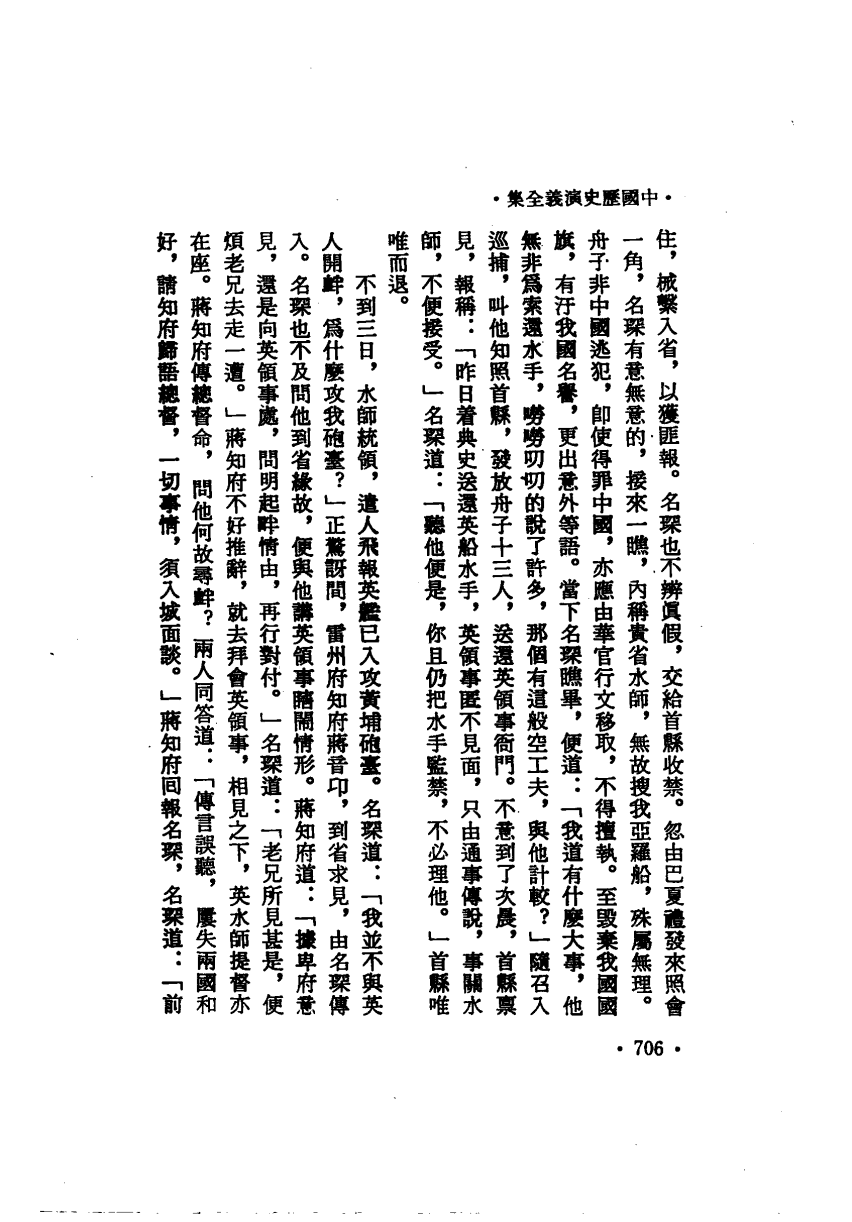 ·中國歷史演義全集·
住，械繫入省，以獲匪報。名琛也不辨眞假，交給首縣收禁。忽由巴夏禮發來照會
一角，名琛有意無意的，接來一瞧，內稱貴省水師，無故搜我亞羅船，殊屬無理。
舟子非中國逃犯，卽使得罪中國，亦應由華官行文移取，不得擅執。至毀棄我國國
旗，有汙我國名譽，更出意外等語。當下名琛瞧畢，便道：「我道有什麼大事，他
無非爲索還水手，嘮嘮叨叨的說了許多，那個有這般空工夫，與他計較？」隨召入
巡捕，叫他知照首縣，發放舟子十三人，送還英領事衙門。不意到了次晨，首縣稟
見，報稱：「昨日着典史送還英船水手，英領事匿不見面，只由通事傳說，事關水
師，不便接受。」名琛道：「聽他便是，你且仍把水手監禁，不必理他。」首縣唯
唯而退。
不到三日，水師統領，遣人飛報英艦已入攻黃埔砲臺。名琛道：「我並不與英
人開釁，爲什麼攻我砲臺？」正驚訝間，雷州府知府蔣音卬，到省求見，由名琛傳
入。名琛也不及問他到省緣故，便與他講英領事瞎鬧情形。蔣知府道：「據卑府意
見，還是向英領事處，問明起釁情由，再行對付。」名琛道：「老兄所見甚是，便
煩老兄去走一遭。」蔣知府不好推辭，就去拜會英領事，相見之下，英水師提督亦
在座。蔣知府傳總督命，問他何故尋釁？兩人同答道：「傳言誤聽，屢失兩國和
好，請知府歸語總督，一切事情，須入城面談。」蔣知府回報名琛，名琛道：「前
·706·